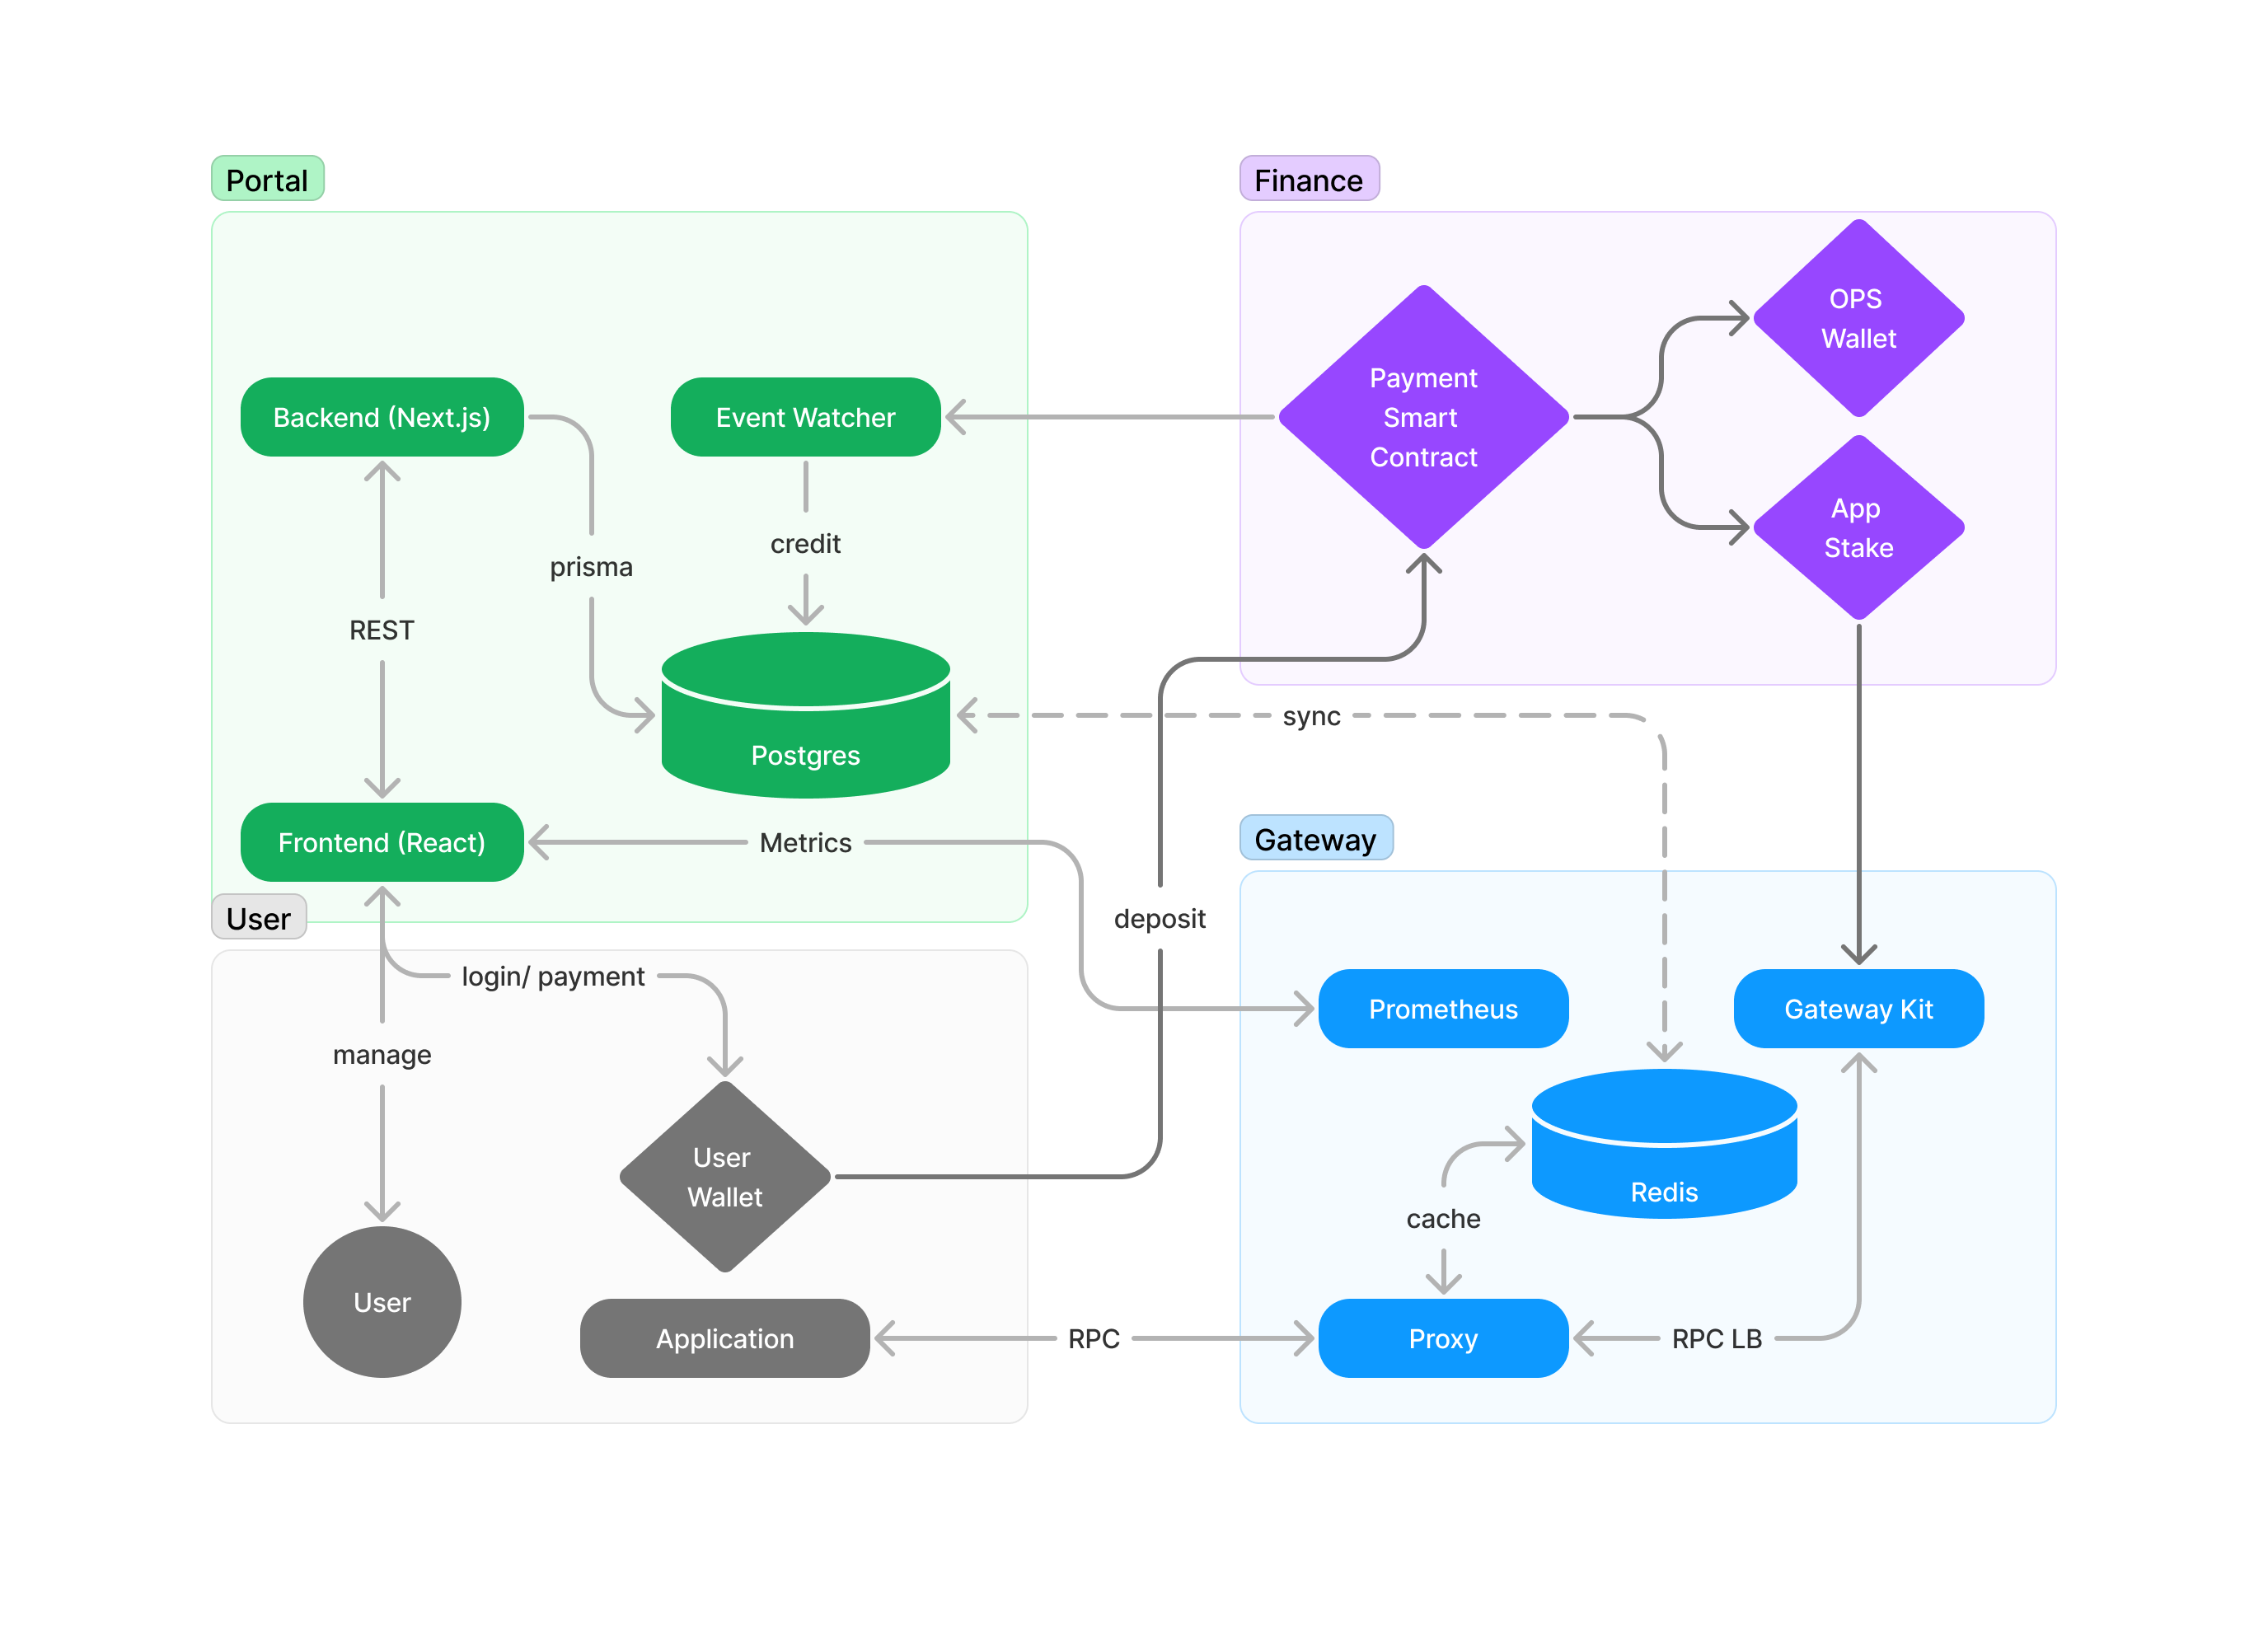 Portal
Backend (Next.js)
Event Watcher
prisma
credit
REST
Postgres
Frontend (React)
Metrics
Finance
Payment
Smart
Contract
OPS
Wallet
App
Stake
sync
deposit
User
login/ payment
manage
User
Wallet
User
Application
RPC
Gateway
Prometheus
Gateway Kit
Redis
cache
Proxy
RPC LB